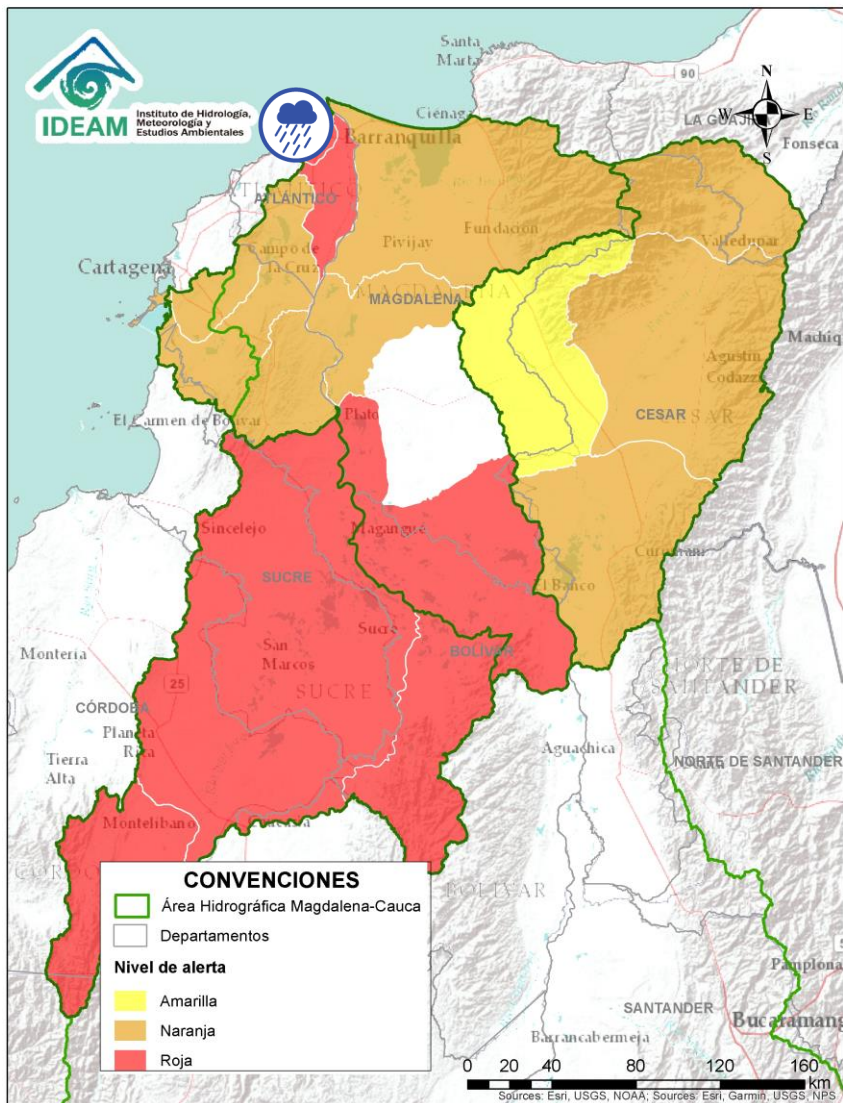 IDEAM
Instituto de Hidrología,
Meteorología y
Estudios Ambientales
Santa
Marta
90
N
W
E
S
LA GUAJIRA
Ciénaga
Fonseca
Barranquilla
ATLÁNTICO
ATLÁNTICO
Fundación
Pivijay
Valledupar
Campo de
la Cruz
Cartagena
MAGDALENA
MAGDALENA
Agustín
Codazzi
El Carmen de Bolívar
Plato
CESAR
CESAR
Sincelejo
Magangué
SUCRE
El Banco
Sucre
San
Marcos
BOLÍVAR
Montería
25
SUCRE
NORTE DE
SANTANDER
CÓRDOBA
Planeta
Rica
Aguachica
Tierra
Alta
NORTE DE SANTANDER
Montelibano
BOLÍVAR
CONVENCIONES
Área Hidrográfica Magdalena-Cauca
Departamentos
Nivel de alerta
Amarilla
Naranja
Roja
Pamplona
SANTANDER
Barrancabermeja
0 20 40 80 120 160
km
Sources: Esri, USGS, NOAA; Sources: Esri, Garmin, USGS, NPS